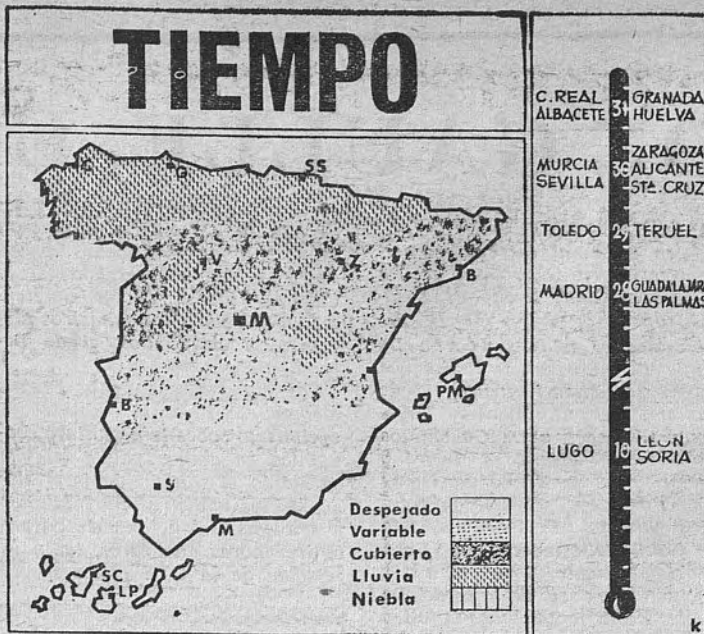 TIEMPO
C
G
SS
V
Z
B
M
PM
B
S
M
SC
LP
Despejado
Variable
Cubierto
Lluvia
Niebla
C. REAL 31 GRANADA
ALBACETE HUELVA
MURCIA 30 ZARAGOZA
SEVILLA ALICANTE
STA. CRUZ
TOLEDO 29 TERUEL
MADRID 28 GUADALAJARA
LAS PALMAS
LUGO 10 LEON
SORIA
k